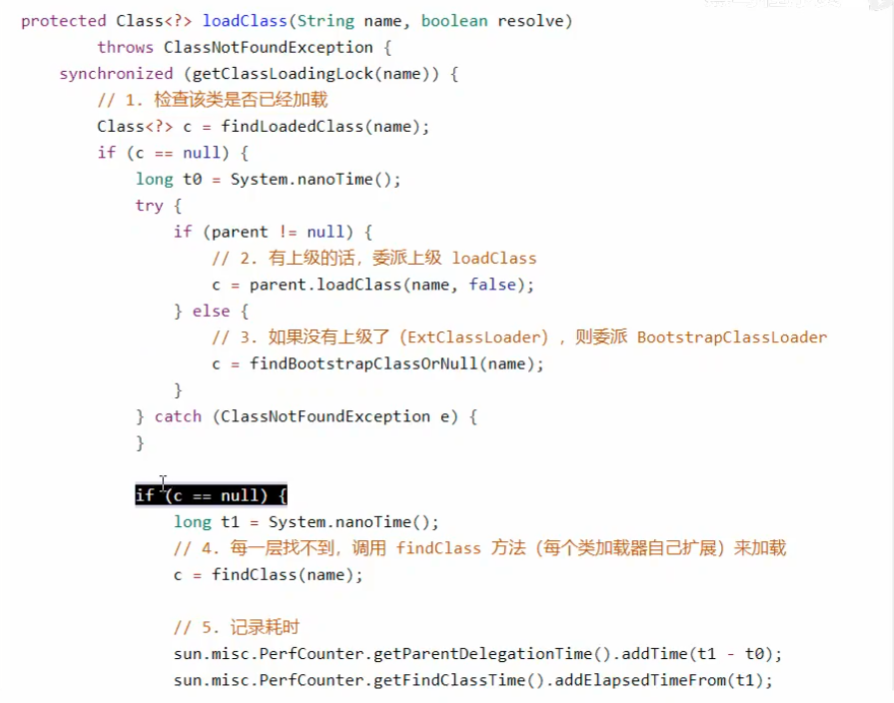 protected Class<?> loadClass(String name, boolean resolve)
throws ClassNotFoundException {
synchronized (getClassLoadingLock(name)) {
// 1. 检查该类是否已经加载
Class<?> c = findLoadedClass(name);
if (c == null) {
long t0 = System.nanoTime();
try {
if (parent != null) {
// 2. 有上级的话，委派上级 loadClass
c = parent.loadClass(name, false);
} else {
// 3. 如果没有上级了（ExtClassLoader），则委派 BootstrapClassLoader
c = findBootstrapClassOrNull(name);
}
} catch (ClassNotFoundException e) {
}
if (c == null) {
long t1 = System.nanoTime();
// 4. 每一层找不到，调用 findClass 方法（每个类加载器自己扩展）来加载
c = findClass(name);
// 5. 记录耗时
sun.misc.PerfCounter.getParentDelegationTime().addTime(t1 - t0);
sun.misc.PerfCounter.getFindClassTime().addElapsedTimeFrom(t1);